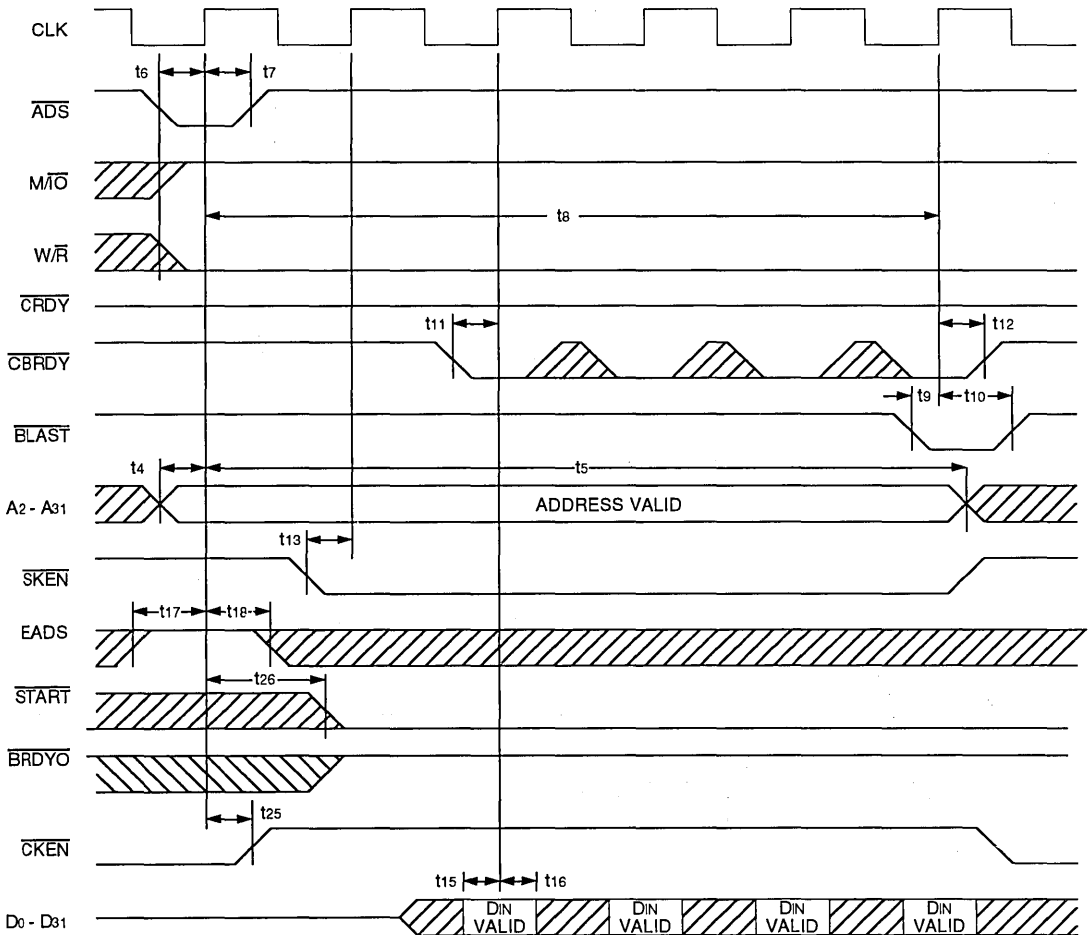 CLK
t6 t7
ADS
M/IO
t8
W/R
CRDY
t11 t12
CBRDY
t9 t10
BLAST
t4 t5
A2 - A31 ADDRESS VALID
t13
SKEN
t17 t18
EADS
t26
START
BRDYO
t25
CKEN
t15 t16
D0 - D31 DIN VALID DIN VALID DIN VALID DIN VALID